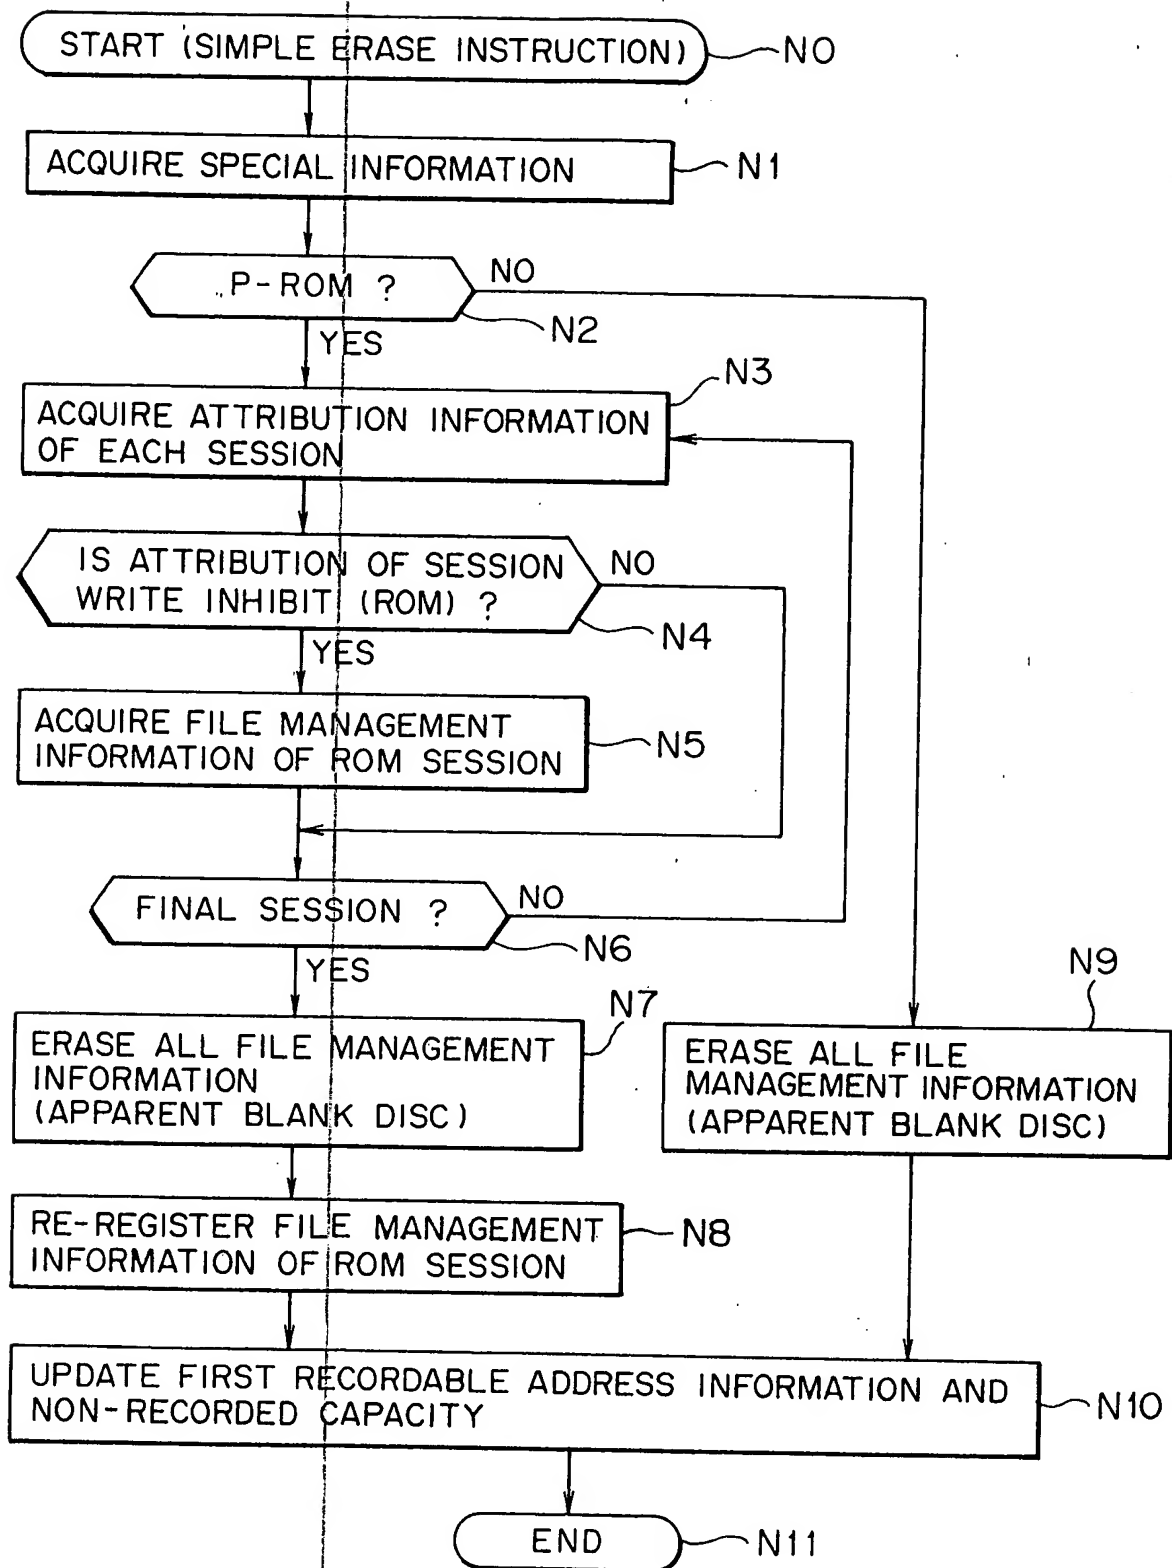 START (SIMPLE ERASE INSTRUCTION)
N0
ACQUIRE SPECIAL INFORMATION
N1
P-ROM ?
NO
N2
YES
N3
ACQUIRE ATTRIBUTION INFORMATION
OF EACH SESSION
IS ATTRIBUTION OF SESSION
WRITE INHIBIT (ROM) ?
NO
N4
YES
ACQUIRE FILE MANAGEMENT
INFORMATION OF ROM SESSION
N5
FINAL SESSION ?
NO
N6
YES
N7
ERASE ALL FILE MANAGEMENT
INFORMATION
(APPARENT BLANK DISC)
N9
ERASE ALL FILE
MANAGEMENT INFORMATION
(APPARENT BLANK DISC)
RE-REGISTER FILE MANAGEMENT
INFORMATION OF ROM SESSION
N8
UPDATE FIRST RECORDABLE ADDRESS INFORMATION AND
NON-RECORDED CAPACITY
N10
END
N11